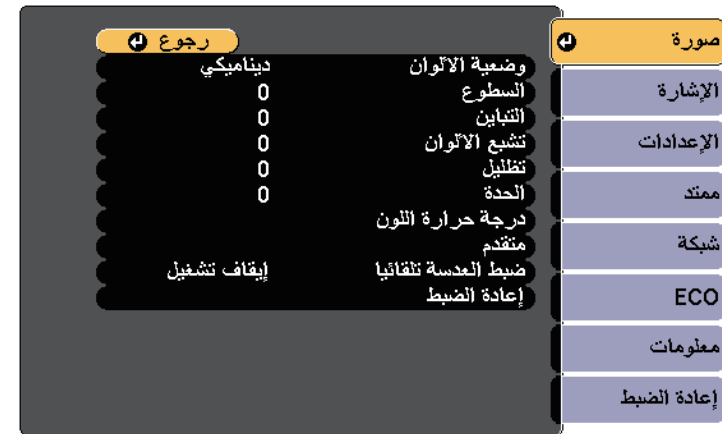 صورة
الإشارة
الإعدادات
ممتد
شبكة
ECO
معلومات
إعادة الضبط
رجوع
وضعية الألوان ديناميكي
السطوع 0
التباين 0
تشبع الألوان 0
تظليل 0
الحدة 0
درجة حرارة اللون
متقدم
ضبط العدسة تلقائيا إيقاف تشغيل
إعادة الضبط